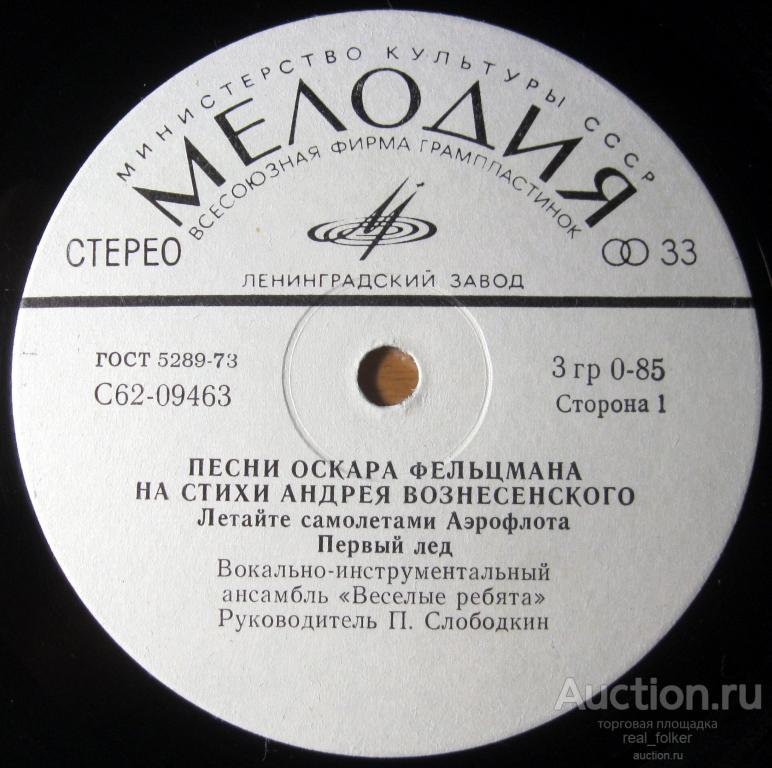 МИНИСТЕРСТВО КУЛЬТУРЫ СССР
МЕЛОДИЯ
ВСЕСОЮЗНАЯ ФИРМА ГРАМПЛАСТИНОК
СТЕРЕО
33
ЛЕНИНГРАДСКИЙ ЗАВОД
ГОСТ 5289-73
3 гр 0-85
С62-09463
Сторона 1
ПЕСНИ ОСКАРА ФЕЛЬЦМАНА
НА СТИХИ АНДРЕЯ ВОЗНЕСЕНСКОГО
Летайте самолетами Аэрофлота
Первый лед
Вокально-инструментальный
ансамбль «Веселые ребята»
Руководитель П. Слободкин
Auction.ru
торговая площадка
real_folker
auction.ru